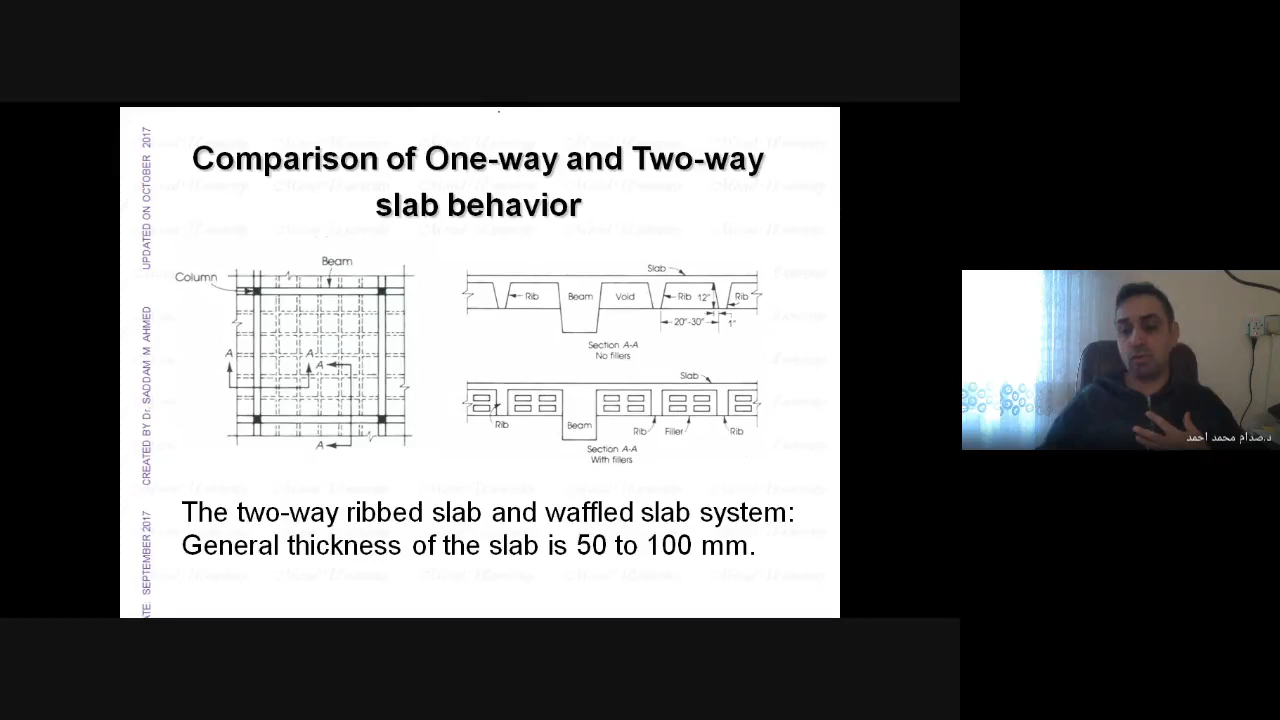 UPDATED ON OCTOBER 2017
CREATED BY Dr. SADDAM M AHMED
ATE SEPTEMBER 2017
Comparison of One-way and Two-way
slab behavior
Column
Beam
A
A
A
A
Slab
Rib
Beam
Void
Rib
12"
Rib
20"-30"
1"
Section A-A
No fillers
Slab
Rib
Beam
Rib
Filler
Rib
Section A-A
With fillers
The two-way ribbed slab and waffled slab system:
General thickness of the slab is 50 to 100 mm.
د.صدام محمد احمد